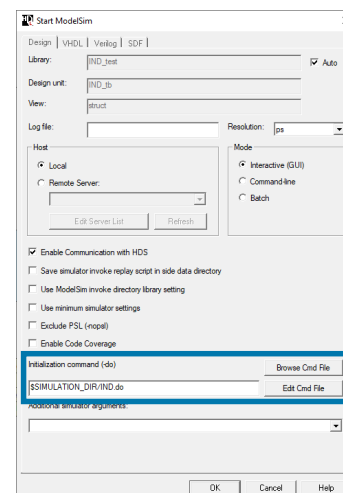 Start ModelSim
Design VHDL Verilog SDF
Library: IND_test Auto
Design unit: IND_tb
View: struct
Log file: Resolution: ps
Host Mode
Local Interactive (GUI)
Remote Server: Command-line
Batch
Edit Server List Refresh
Enable Communication with HDS
Save simulator invoke replay script in side data directory
Use ModelSim invoke directory library setting
Use minimum simulator settings
Exclude PSL (-nopsl)
Enable Code Coverage
Initialization command (-do) Browse Cmd File
$SIMULATION_DIR/IND.do Edit Cmd File
Additional simulator arguments:
OK Cancel Help